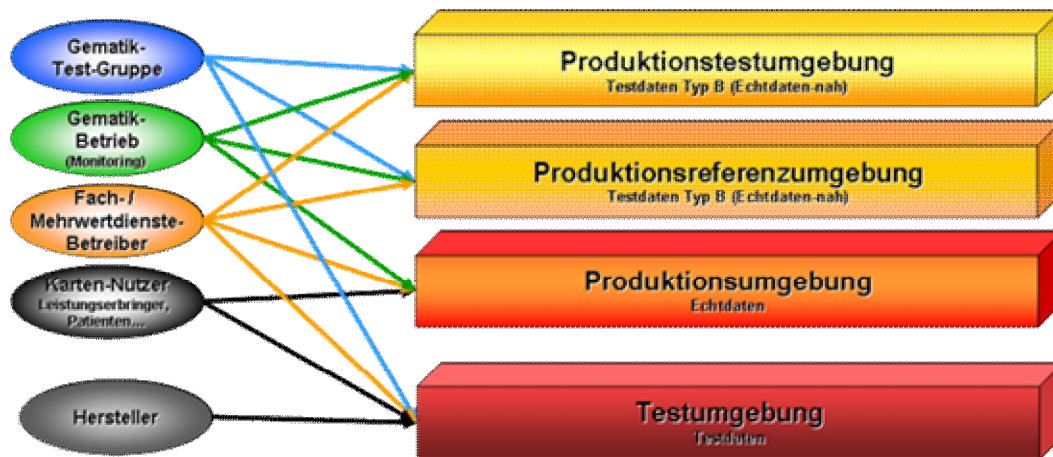 Gematik-
Test-Gruppe
Gematik-
Betrieb
(Monitoring)
Fach- /
Mehrwertdienste-
Betreiber
Karten-Nutzer
Leistungserbringer,
Patienten...
Hersteller
Produktionstestumgebung
Testdaten Typ B (Echtdaten-nah)
Produktionsreferenzumgebung
Testdaten Typ B (Echtdaten-nah)
Produktionsumgebung
Echtdaten
Testumgebung
Testdaten